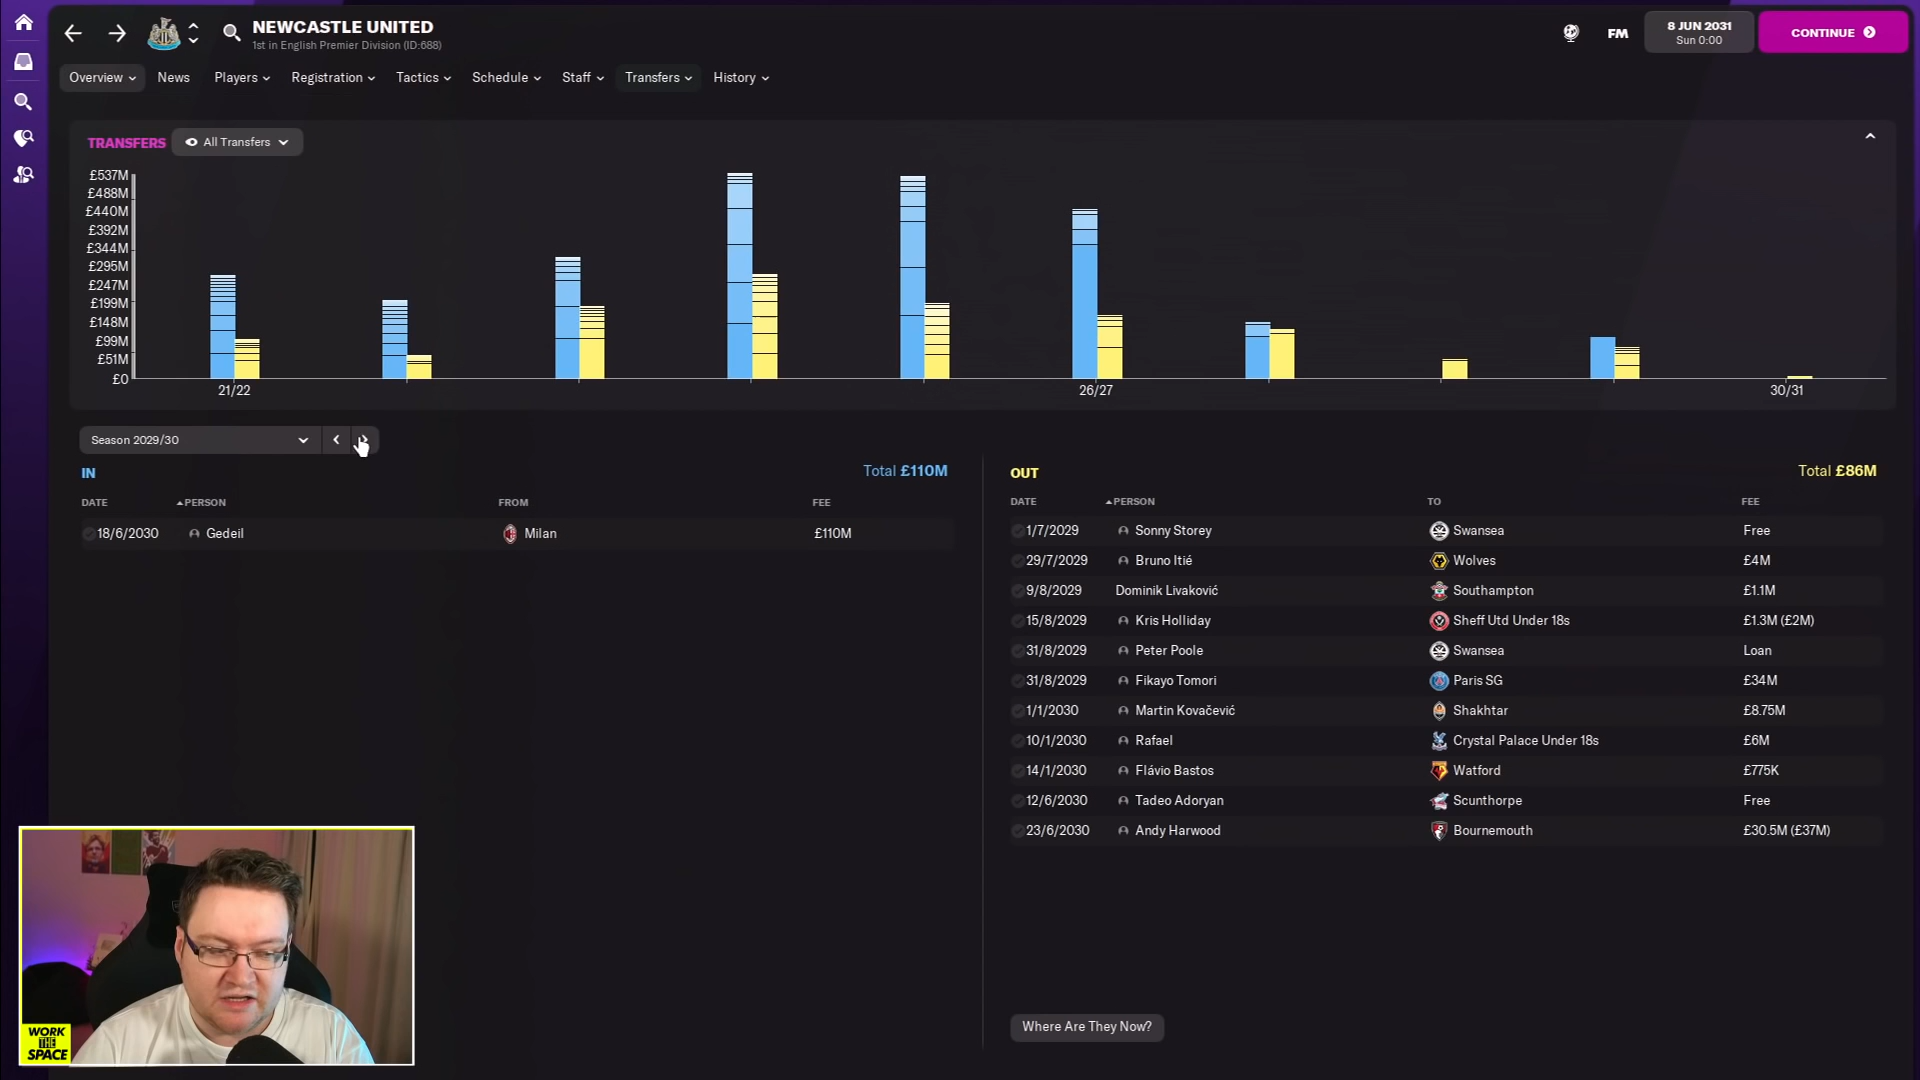 NEWCASTLE UNITED
1st in English Premier Division (ID:688)
FM
8 JUN 2031
Sun 0:00
CONTINUE
Overview
News
Players
Registration
Tactics
Schedule
Staff
Transfers
History
TRANSFERS
All Transfers
£537M
£488M
£440M
£392M
£344M
£295M
£247M
£199M
£148M
£99M
£51M
£0
21/22
26/27
30/31
Season 2029/30
IN
Total £110M
DATE PERSON FROM FEE
18/6/2030 Gedeil Milan £110M
OUT
Total £86M
DATE PERSON TO FEE
1/7/2029 Sonny Storey Swansea Free
29/7/2029 Bruno Itié Wolves £4M
9/8/2029 Dominik Livaković Southampton £1.1M
15/8/2029 Kris Holliday Sheff Utd Under 18s £1.3M (£2M)
31/8/2029 Peter Poole Swansea Loan
31/8/2029 Fikayo Tomori Paris SG £34M
1/1/2030 Martin Kovačević Shakhtar £8.75M
10/1/2030 Rafael Crystal Palace Under 18s £6M
14/1/2030 Flávio Bastos Watford £775K
12/6/2030 Tadeo Adoryan Scunthorpe Free
23/6/2030 Andy Harwood Bournemouth £30.5M (£37M)
Where Are They Now?
WORK
THE
SPACE